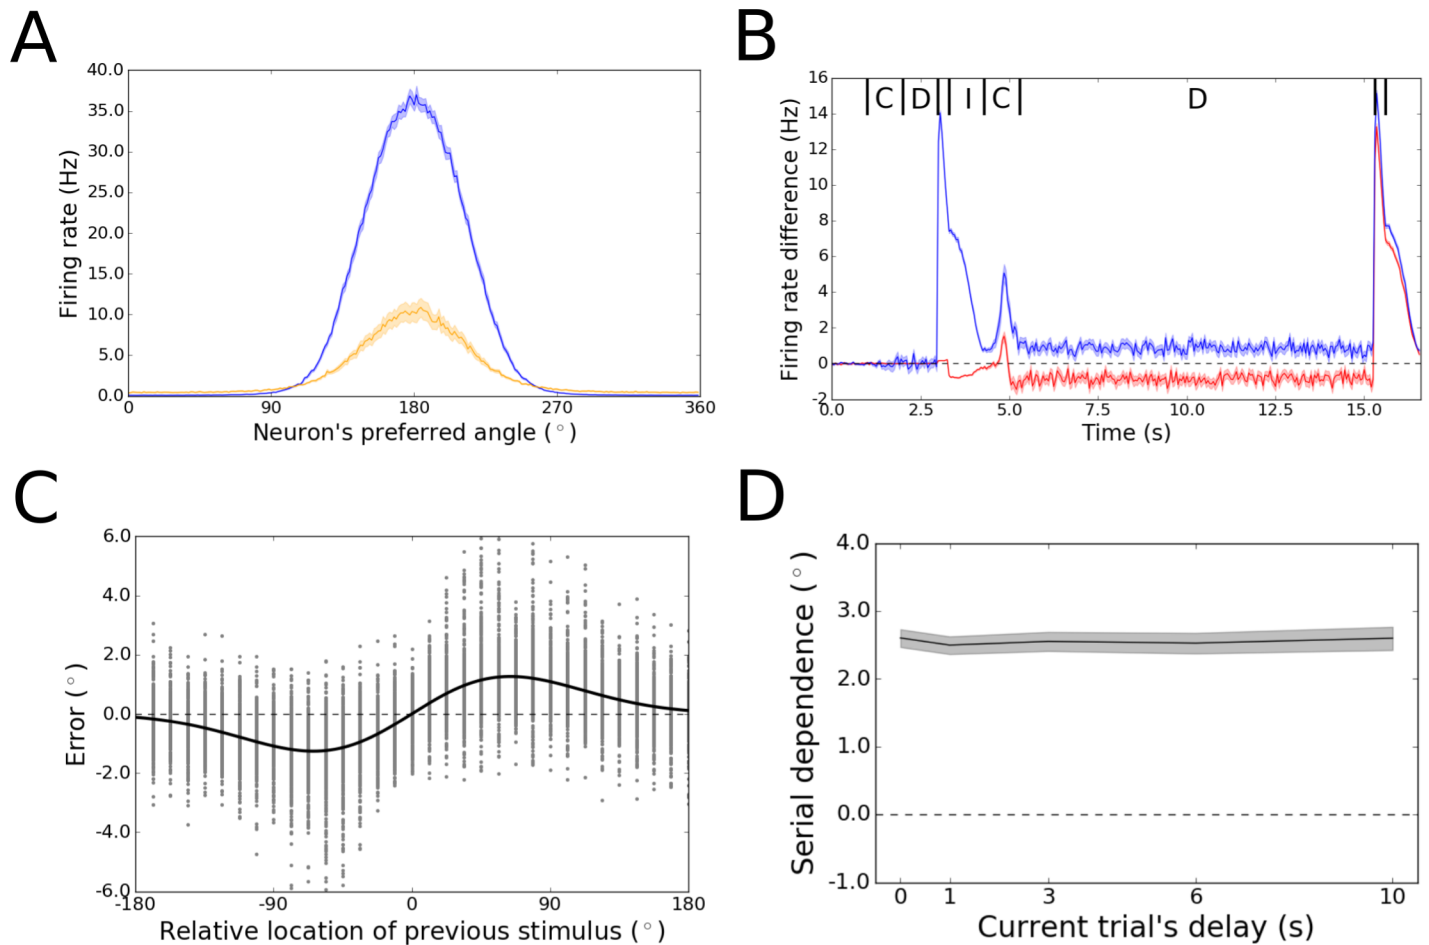 A
40.0
35.0
30.0
25.0
20.0
15.0
10.0
5.0
0.0
Firing rate (Hz)
0 90 180 270 360
Neuron's preferred angle (°)
B
16
14
12
10
8
6
4
2
0
-2
Firing rate difference (Hz)
C D I C D
0.0 2.5 5.0 7.5 10.0 12.5 15.0
Time (s)
C
6.0
4.0
2.0
0.0
-2.0
-4.0
-6.0
Error (°)
-180 -90 0 90 180
Relative location of previous stimulus (°)
D
4.0
3.0
2.0
1.0
0.0
-1.0
Serial dependence (°)
0 1 3 6 10
Current trial's delay (s)